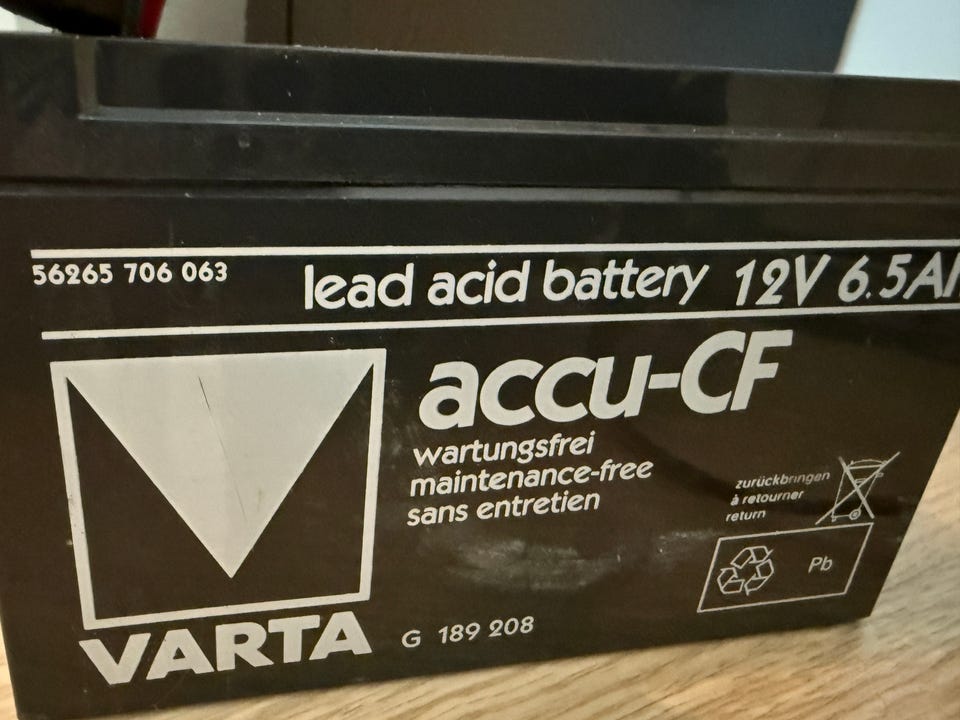 56265 706 063
lead acid battery 12V 6.5Ah
accu-CF
wartungsfrei
maintenance-free
sans entretien
zurückbringen
à retourner
return
Pb
VARTA
G 189 208